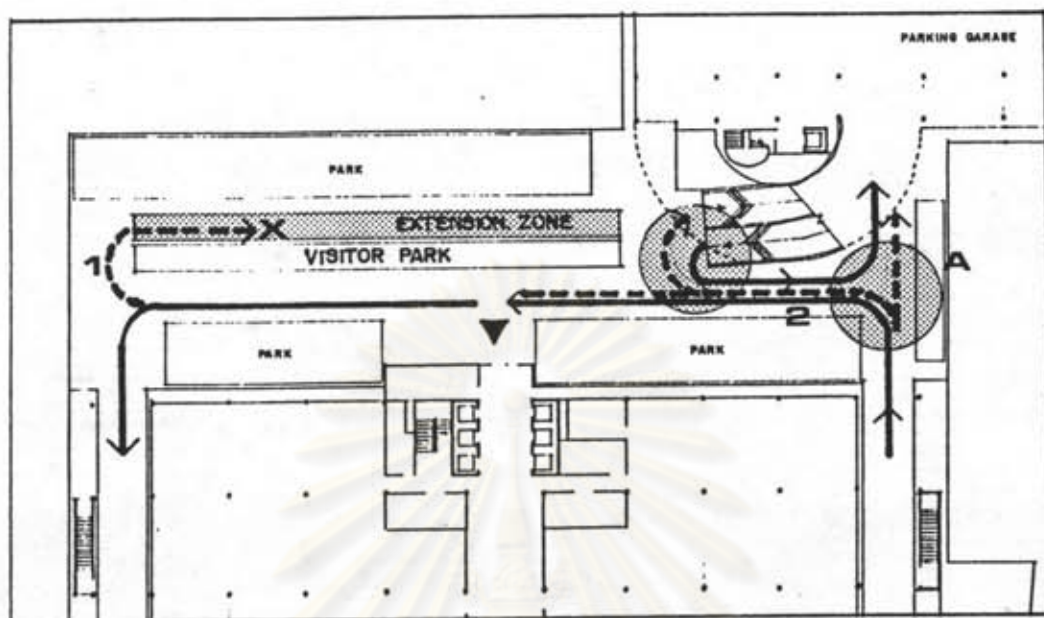 PARKING GARAGE
PARK
EXTENSION ZONE
VISITOR PARK
1
A
2
PARK
PARK